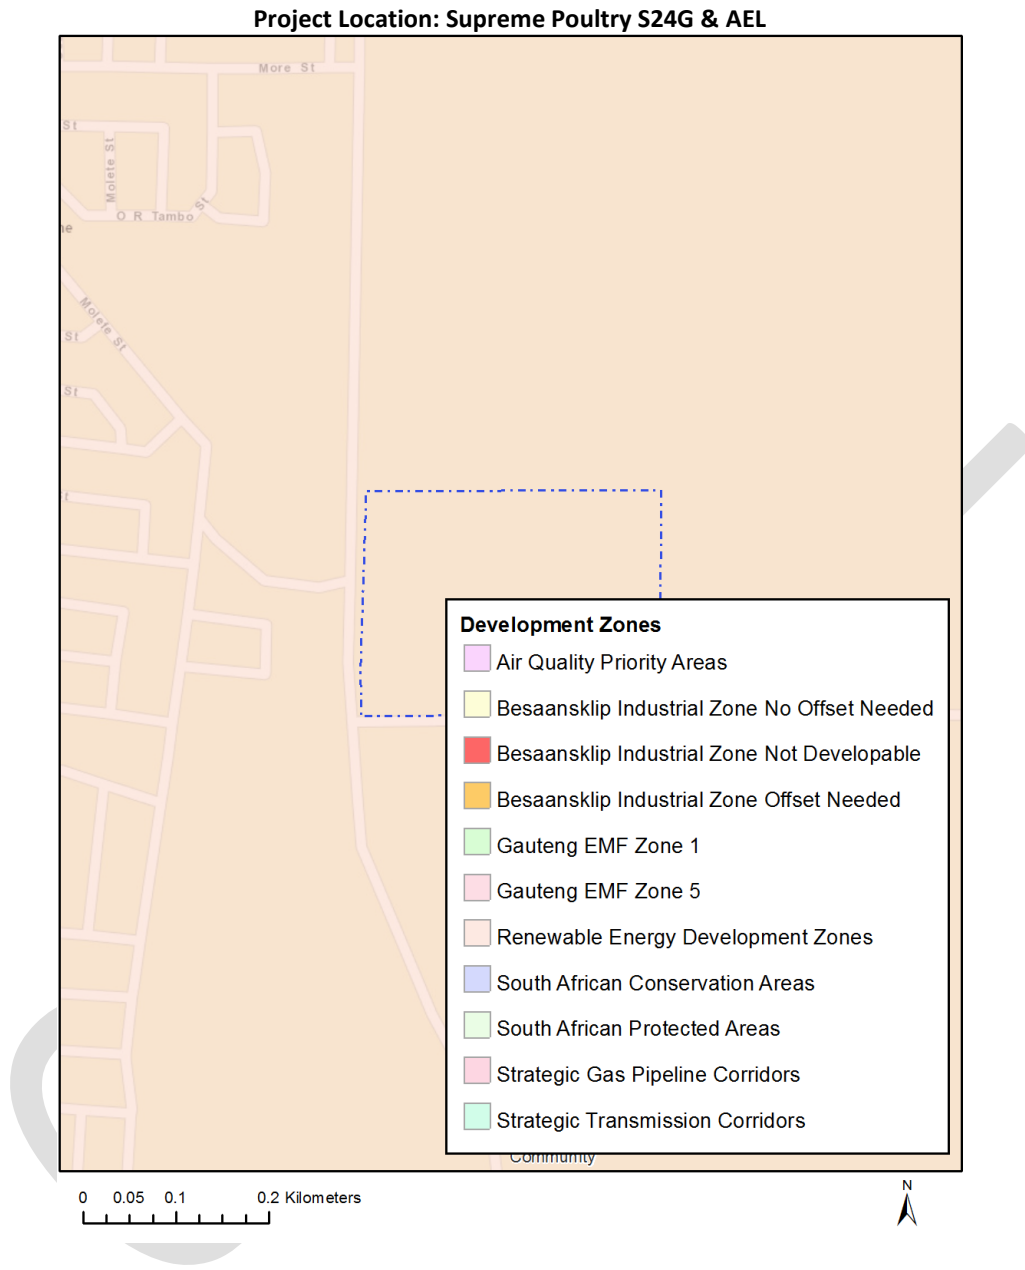 Project Location: Supreme Poultry S24G & AEL
More St
St
Molete St
O R Tambo St
Molete St
St
St
Development Zones
Air Quality Priority Areas
Besaansklip Industrial Zone No Offset Needed
Besaansklip Industrial Zone Not Developable
Besaansklip Industrial Zone Offset Needed
Gauteng EMF Zone 1
Gauteng EMF Zone 5
Renewable Energy Development Zones
South African Conservation Areas
South African Protected Areas
Strategic Gas Pipeline Corridors
Strategic Transmission Corridors
Community
0 0.05 0.1 0.2 Kilometers
N